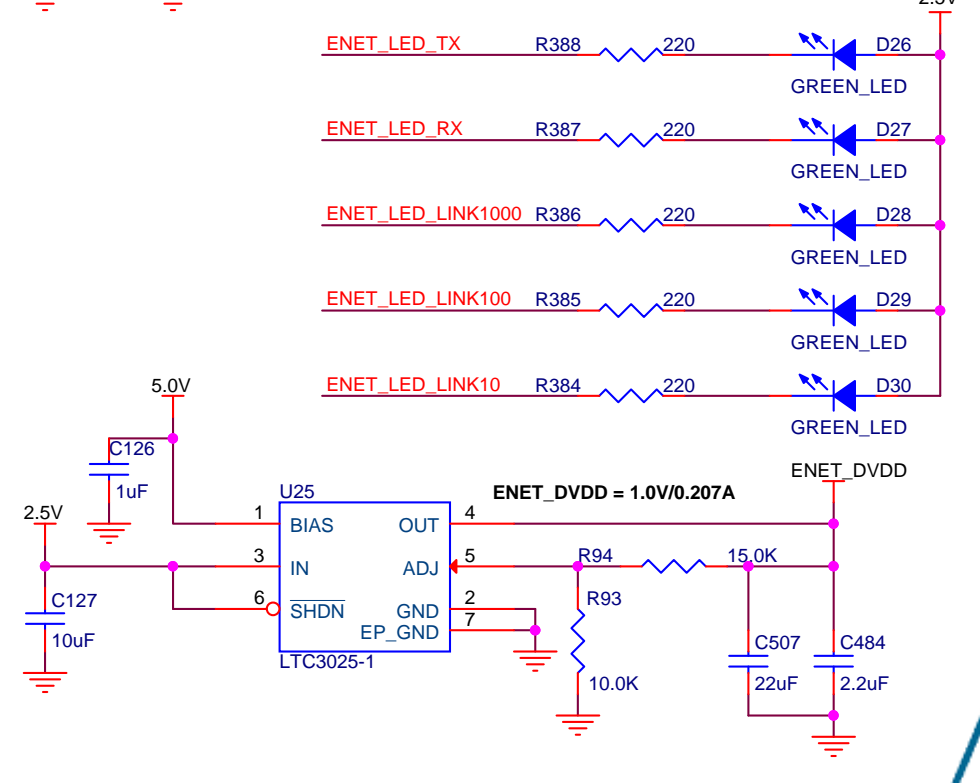 ENET_LED_TX R388 220 D26
GREEN_LED
ENET_LED_RX R387 220 D27
GREEN_LED
ENET_LED_LINK1000 R386 220 D28
GREEN_LED
ENET_LED_LINK100 R385 220 D29
GREEN_LED
ENET_LED_LINK10 R384 220 D30
GREEN_LED
5.0V
C126
1uF
2.5V
C127
10uF
U25
1 BIAS OUT 4
3 IN ADJ 5
6 SHDN GND 2
EP_GND 7
LTC3025-1
ENET_DVDD = 1.0V/0.207A
ENET_DVDD
R94 15.0K
R93
10.0K
C507
22uF
C484
2.2uF